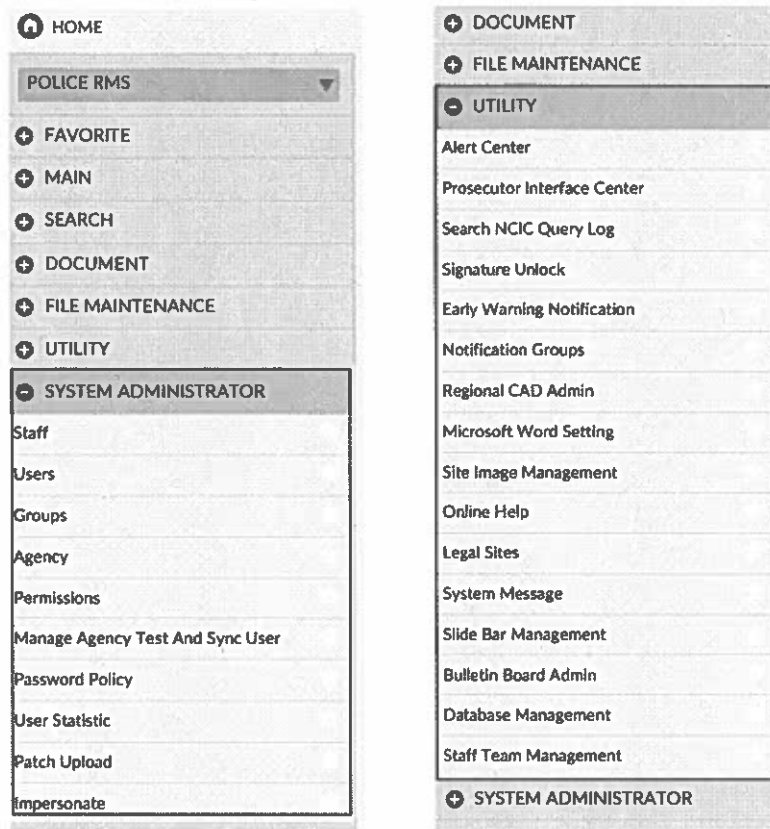 HOME
POLICE RMS
FAVORITE
MAIN
SEARCH
DOCUMENT
FILE MAINTENANCE
UTILITY
SYSTEM ADMINISTRATOR
Staff
Users
Groups
Agency
Permissions
Manage Agency Test And Sync User
Password Policy
User Statistic
Patch Upload
Impersonate
DOCUMENT
FILE MAINTENANCE
UTILITY
Alert Center
Prosecutor Interface Center
Search NCIC Query Log
Signature Unlock
Early Warning Notification
Notification Groups
Regional CAD Admin
Microsoft Word Setting
Site Image Management
Online Help
Legal Sites
System Message
Slide Bar Management
Bulletin Board Admin
Database Management
Staff Team Management
SYSTEM ADMINISTRATOR